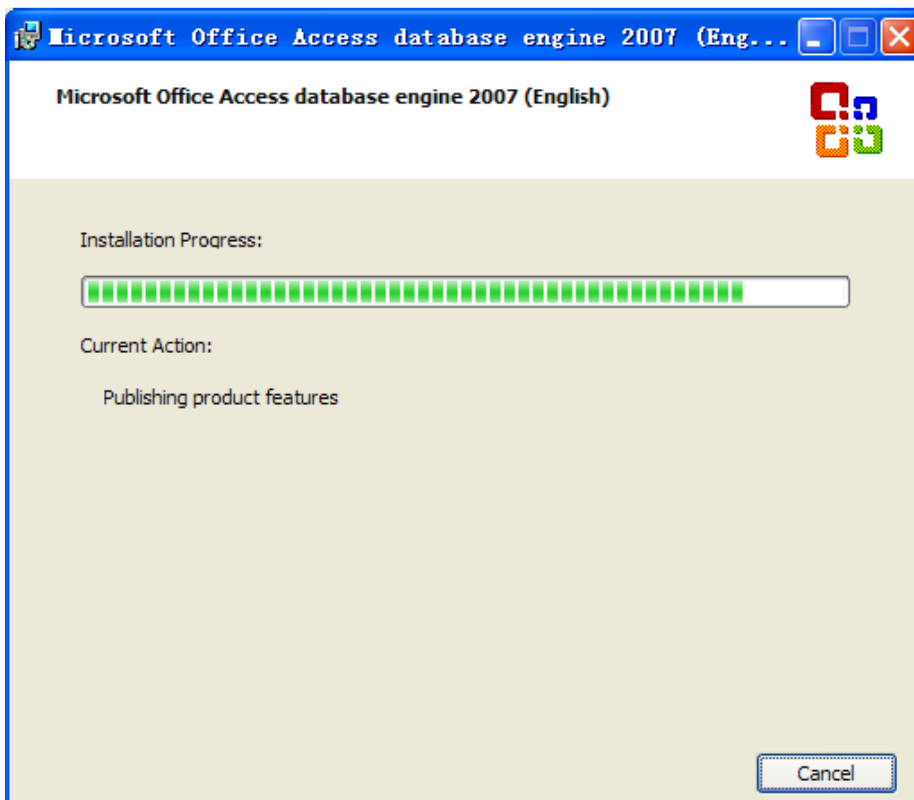 Microsoft Office Access database engine 2007 (Eng...
Microsoft Office Access database engine 2007 (English)
Installation Progress:
Current Action:
Publishing product features
Cancel